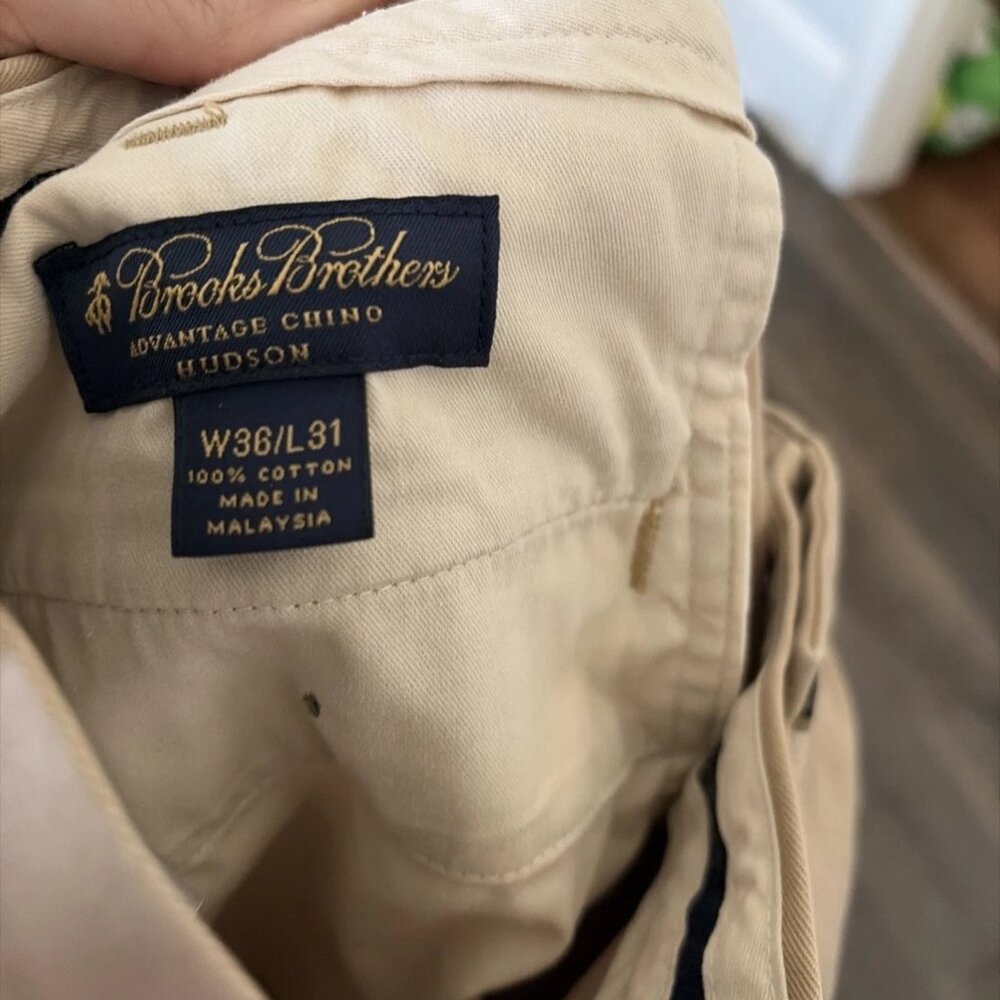 Brooks Brothers
ADVANTAGE CHINO
HUDSON
W36/L31
100% COTTON
MADE IN
MALAYSIA